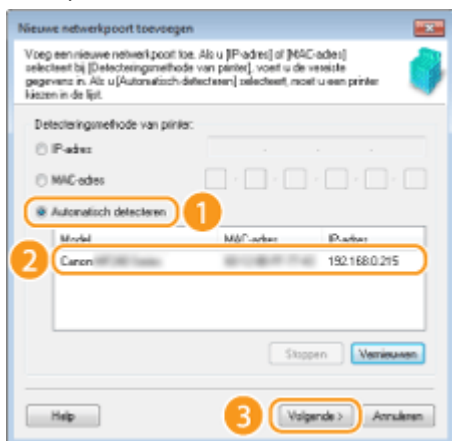 Nieuwe netwerkpoort toevoegen
Voeg een nieuwe netwerkpoort toe. Als u [IP-adres] of [MAC-adres]
selecteert bij [Detecteringsmethode van printer], voert u de vereiste
gegevens in. Als u [Automatisch detecteren] selecteert, moet u een printer
kiezen in de lijst.
Detecteringsmethode van printer:
IP-adres
MAC-adres
Automatisch detecteren 1
Model MAC-adres IP-adres
2 Canon 192.168.0.215
Stoppen Vernieuwen
Help 3 Volgende > Annuleren